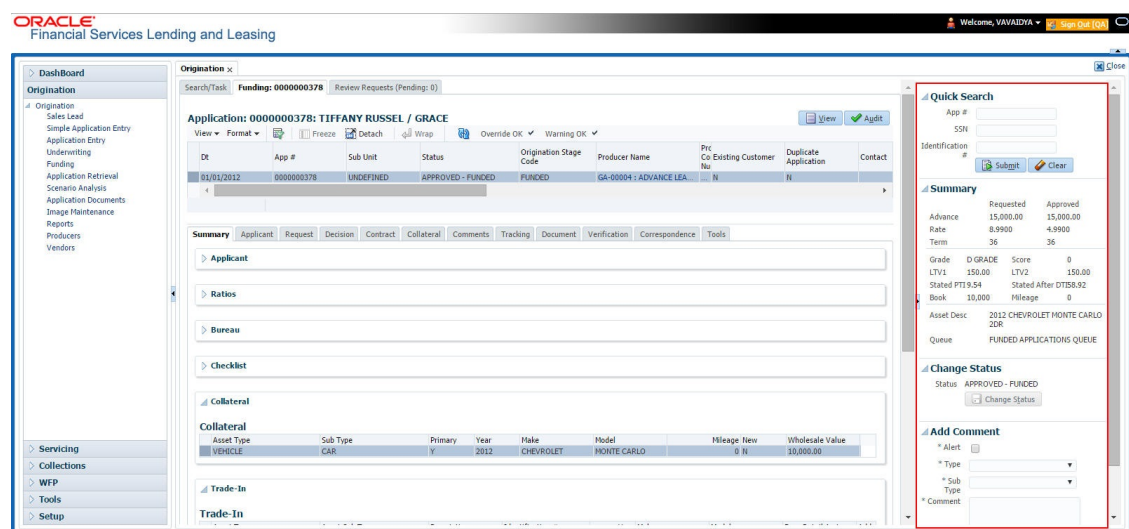 ORACLE
Financial Services Lending and Leasing
Welcome, VAVAIDYA
Sign Out [QA]
Close
DashBoard
Origination
Origination
Sales Lead
Simple Application Entry
Application Entry
Underwriting
Funding
Application Retrieval
Scenario Analysis
Application Documents
Image Maintenance
Reports
Producers
Vendors
Servicing
Collections
WFP
Tools
Setup
Origination x
Search/Task Funding: 0000000378 Review Requests (Pending: 0)
Application: 0000000378: TIFFANY RUSSEL / GRACE
View Audit
View Format Freeze Detach Wrap Override OK Warning OK
Dt App # Sub Unit Status Origination Stage Code Producer Name Prc Co Nu Existing Customer Duplicate Application Contact
01/01/2012 0000000378 UNDEFINED APPROVED - FUNDED FUNDED GA-00004 : ADVANCE LEA... ... N N
Summary Applicant Request Decision Contract Collateral Comments Tracking Document Verification Correspondence Tools
Applicant
Ratios
Bureau
Checklist
Collateral
Collateral
Asset Type Sub Type Primary Year Make Model Mileage New Wholesale Value
VEHICLE CAR Y 2012 CHEVROLET MONTE CARLO 0 N 10,000.00
Trade-In
Trade-In
Quick Search
App #
SSN
Identification #
Submit Clear
Summary
Requested Approved
Advance 15,000.00 15,000.00
Rate 8.9900 4.9900
Term 36 36
Grade D GRADE Score 0
LTV1 150.00 LTV2 150.00
Stated PTI 9.54 Stated After DTI 58.92
Book 10,000 Mileage 0
Asset Desc 2012 CHEVROLET MONTE CARLO
2DR
Queue FUNDED APPLICATIONS QUEUE
Change Status
Status APPROVED - FUNDED
Change Status
Add Comment
* Alert
* Type
* Sub Type
* Comment